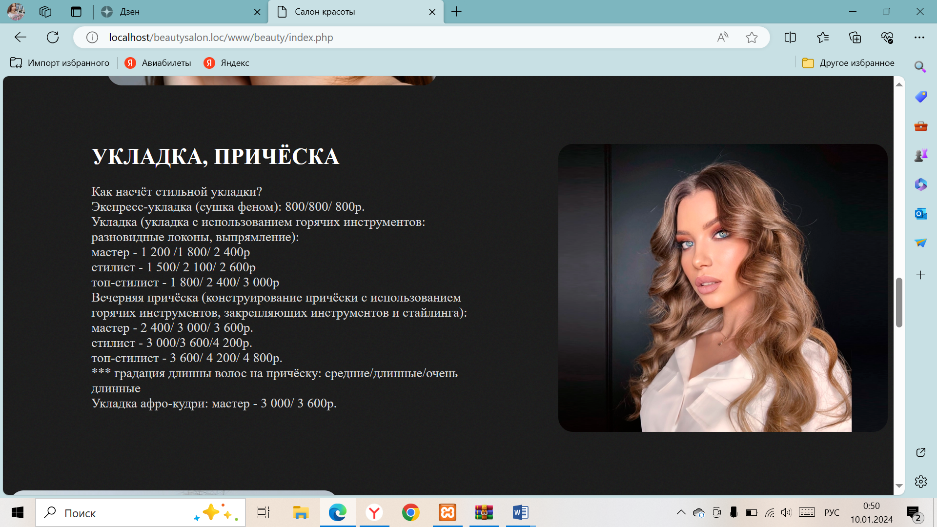 Дзен
Салон красоты
localhost/beautysalon.loc/www/beauty/index.php
Импорт избранного
Авиабилеты
Яндекс
Другое избранное
УКЛАДКА, ПРИЧЁСКА
Как насчёт стильной укладки?
Экспресс-укладка (сушка феном): 800/800/ 800р.
Укладка (укладка с использованием горячих инструментов:
разновидные локоны, выпрямление):
мастер - 1 200 /1 800/ 2 400р
стилист - 1 500/ 2 100/ 2 600р
топ-стилист - 1 800/ 2 400/ 3 000р
Вечерняя причёска (конструирование причёски с использованием
горячих инструментов, закрепляющих инструментов и стайлинга):
мастер - 2 400/ 3 000/ 3 600р.
стилист - 3 000/3 600/4 200р.
топ-стилист - 3 600/ 4 200/ 4 800р.
*** градация длинны волос на причёску: средние/длинные/очень
длинные
Укладка афро-кудри: мастер - 3 000/ 3 600р.
Поиск
РУС
0:50
10.01.2024
2